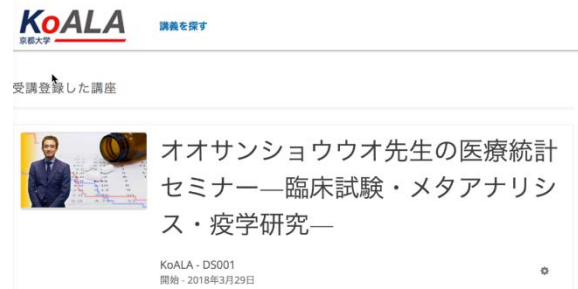 KoALA
京都大学
講義を探す
受講登録した講座
オオサンショウウオ先生の医療統計
セミナー―臨床試験・メタアナリシ
ス・疫学研究―
KoALA - DS001
開始 - 2018年3月29日